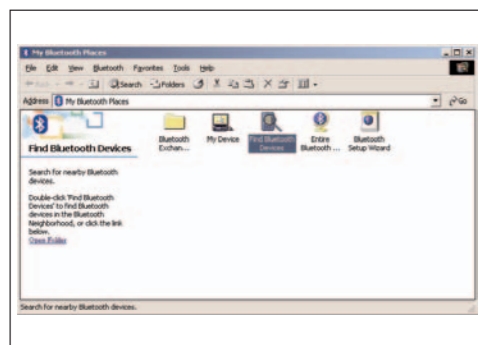 My Bluetooth Places
File Edit View Bluetooth Favorites Tools Help
Back Search Folders
Address My Bluetooth Places Go
Find Bluetooth Devices
Search for nearby Bluetooth
devices.
Double-click 'Find Bluetooth
Devices' to find Bluetooth
devices in the Bluetooth
Neighborhood, or click the link
below.
Open Folder
Bluetooth
Exchan...
My Device
Find Bluetooth
Devices
Entire
Bluetooth ...
Bluetooth
Setup Wizard
Search for nearby Bluetooth devices.